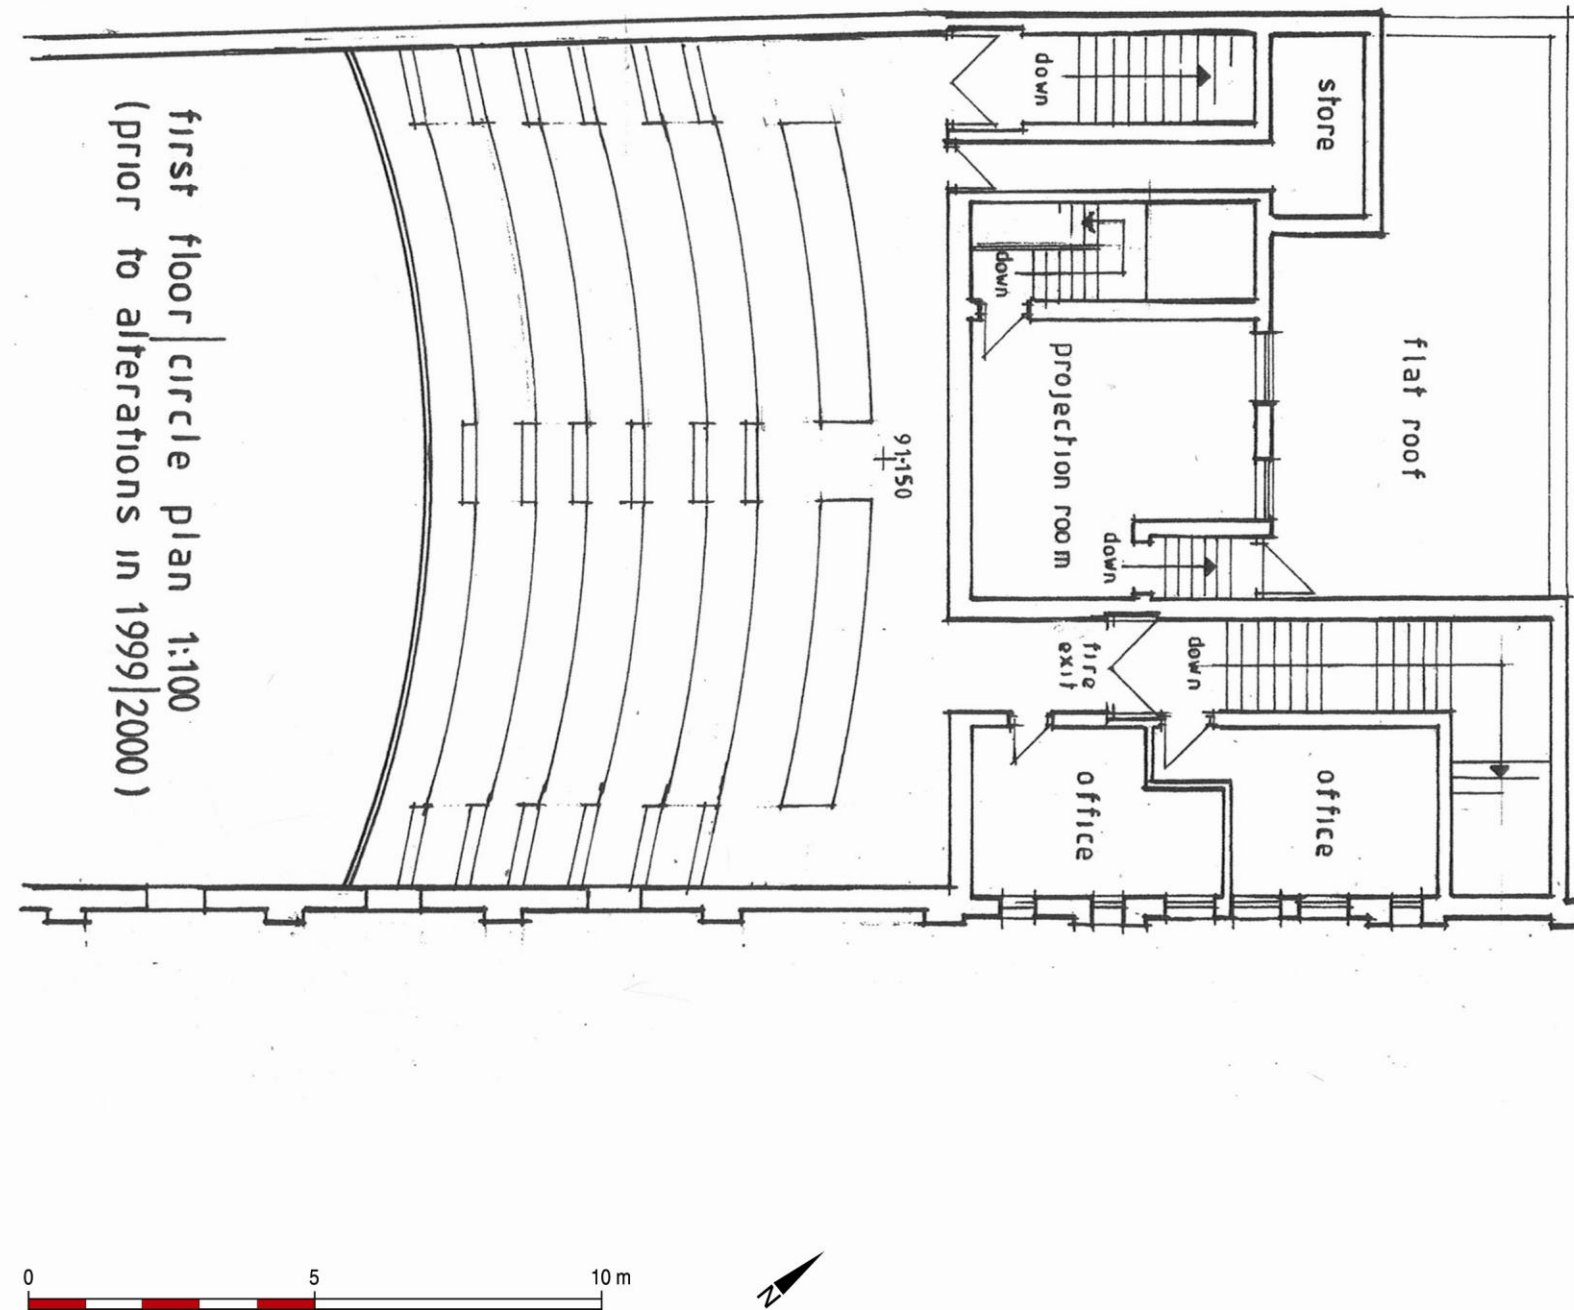 first floor/circle plan 1:100
(prior to alterations in 1999/2000)
down
store
down
projection room
flat roof
91·150
down
fire
exit
down
office
office
0 5 10 m
N